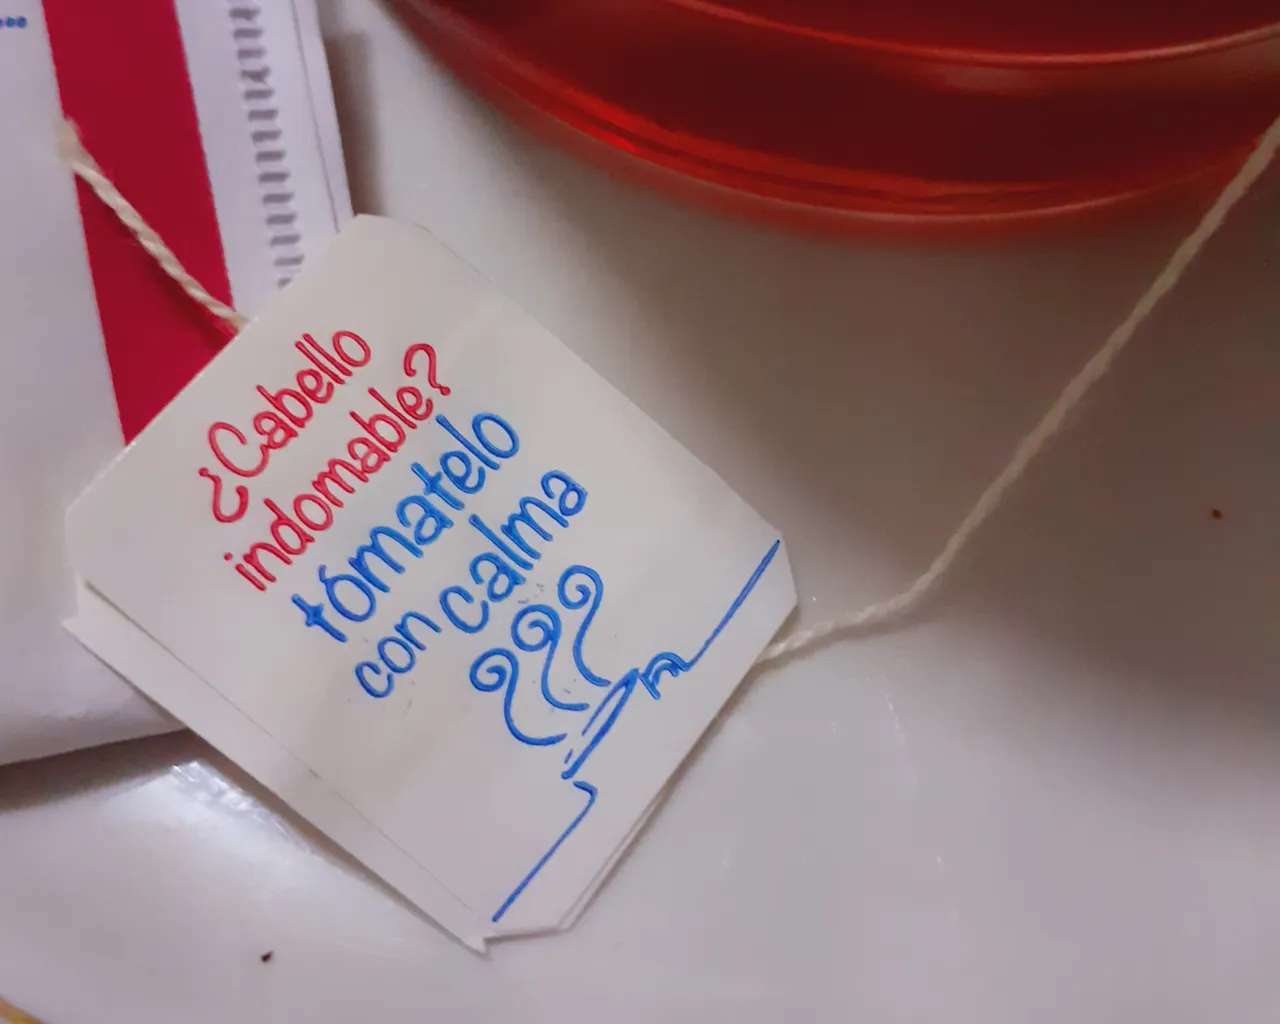 ¿Cabello
indomable?
tómatelo
con calma